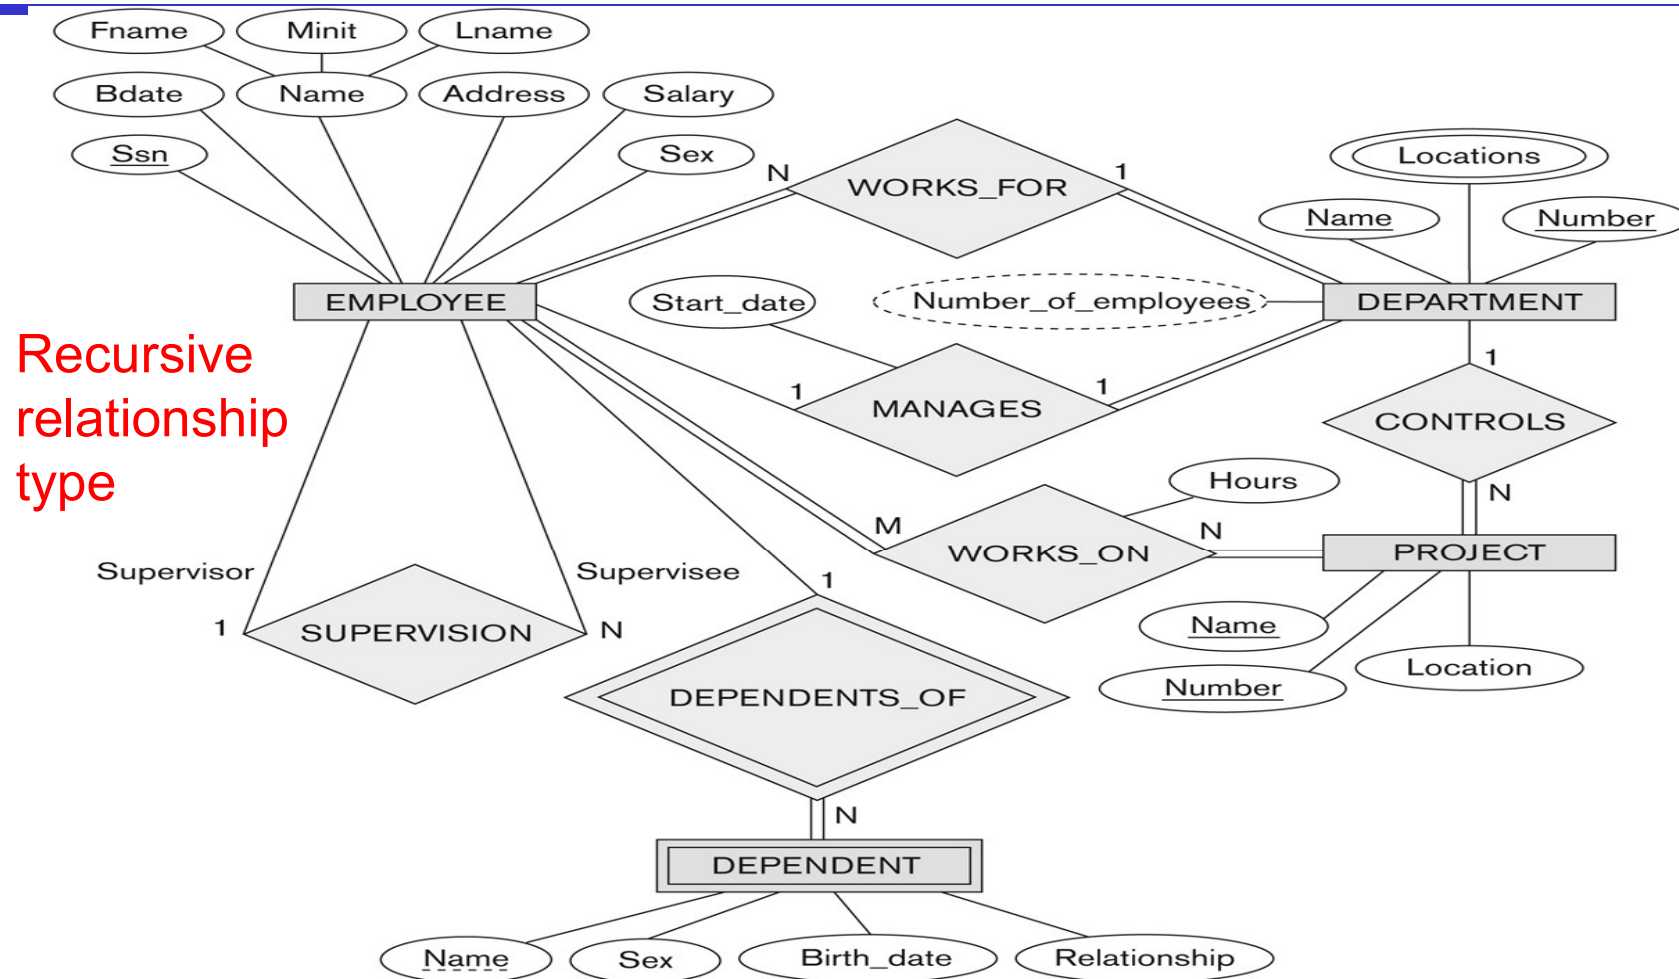 Fname Minit Lname
Bdate Name Address Salary
Ssn Sex
N WORKS_FOR 1
Locations
Name Number
EMPLOYEE Start_date Number_of_employees DEPARTMENT
Recursive
relationship
type
1 MANAGES 1
1
CONTROLS
N
Hours
M WORKS_ON N
PROJECT
Supervisor Supervisee
1 SUPERVISION N
1
Name
Number
Location
DEPENDENTS_OF
N
DEPENDENT
Name Sex Birth_date Relationship